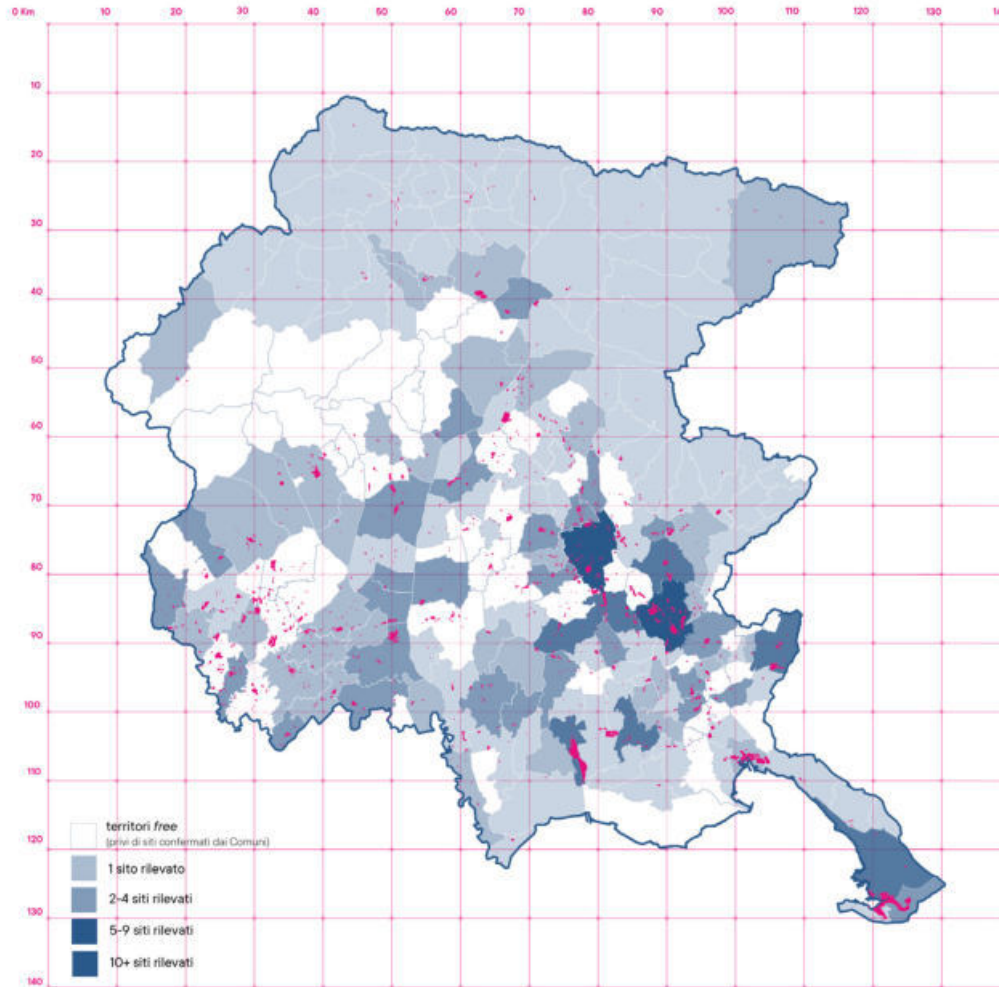 0 Km 10 20 30 40 50 60 70 80 90 100 110 120 130
10
20
30
40
50
60
70
80
90
100
110
territori free
(privi di siti confermati dai Comuni)
120
1 sito rilevato
2-4 siti rilevati
130
5-9 siti rilevati
10+ siti rilevati
140